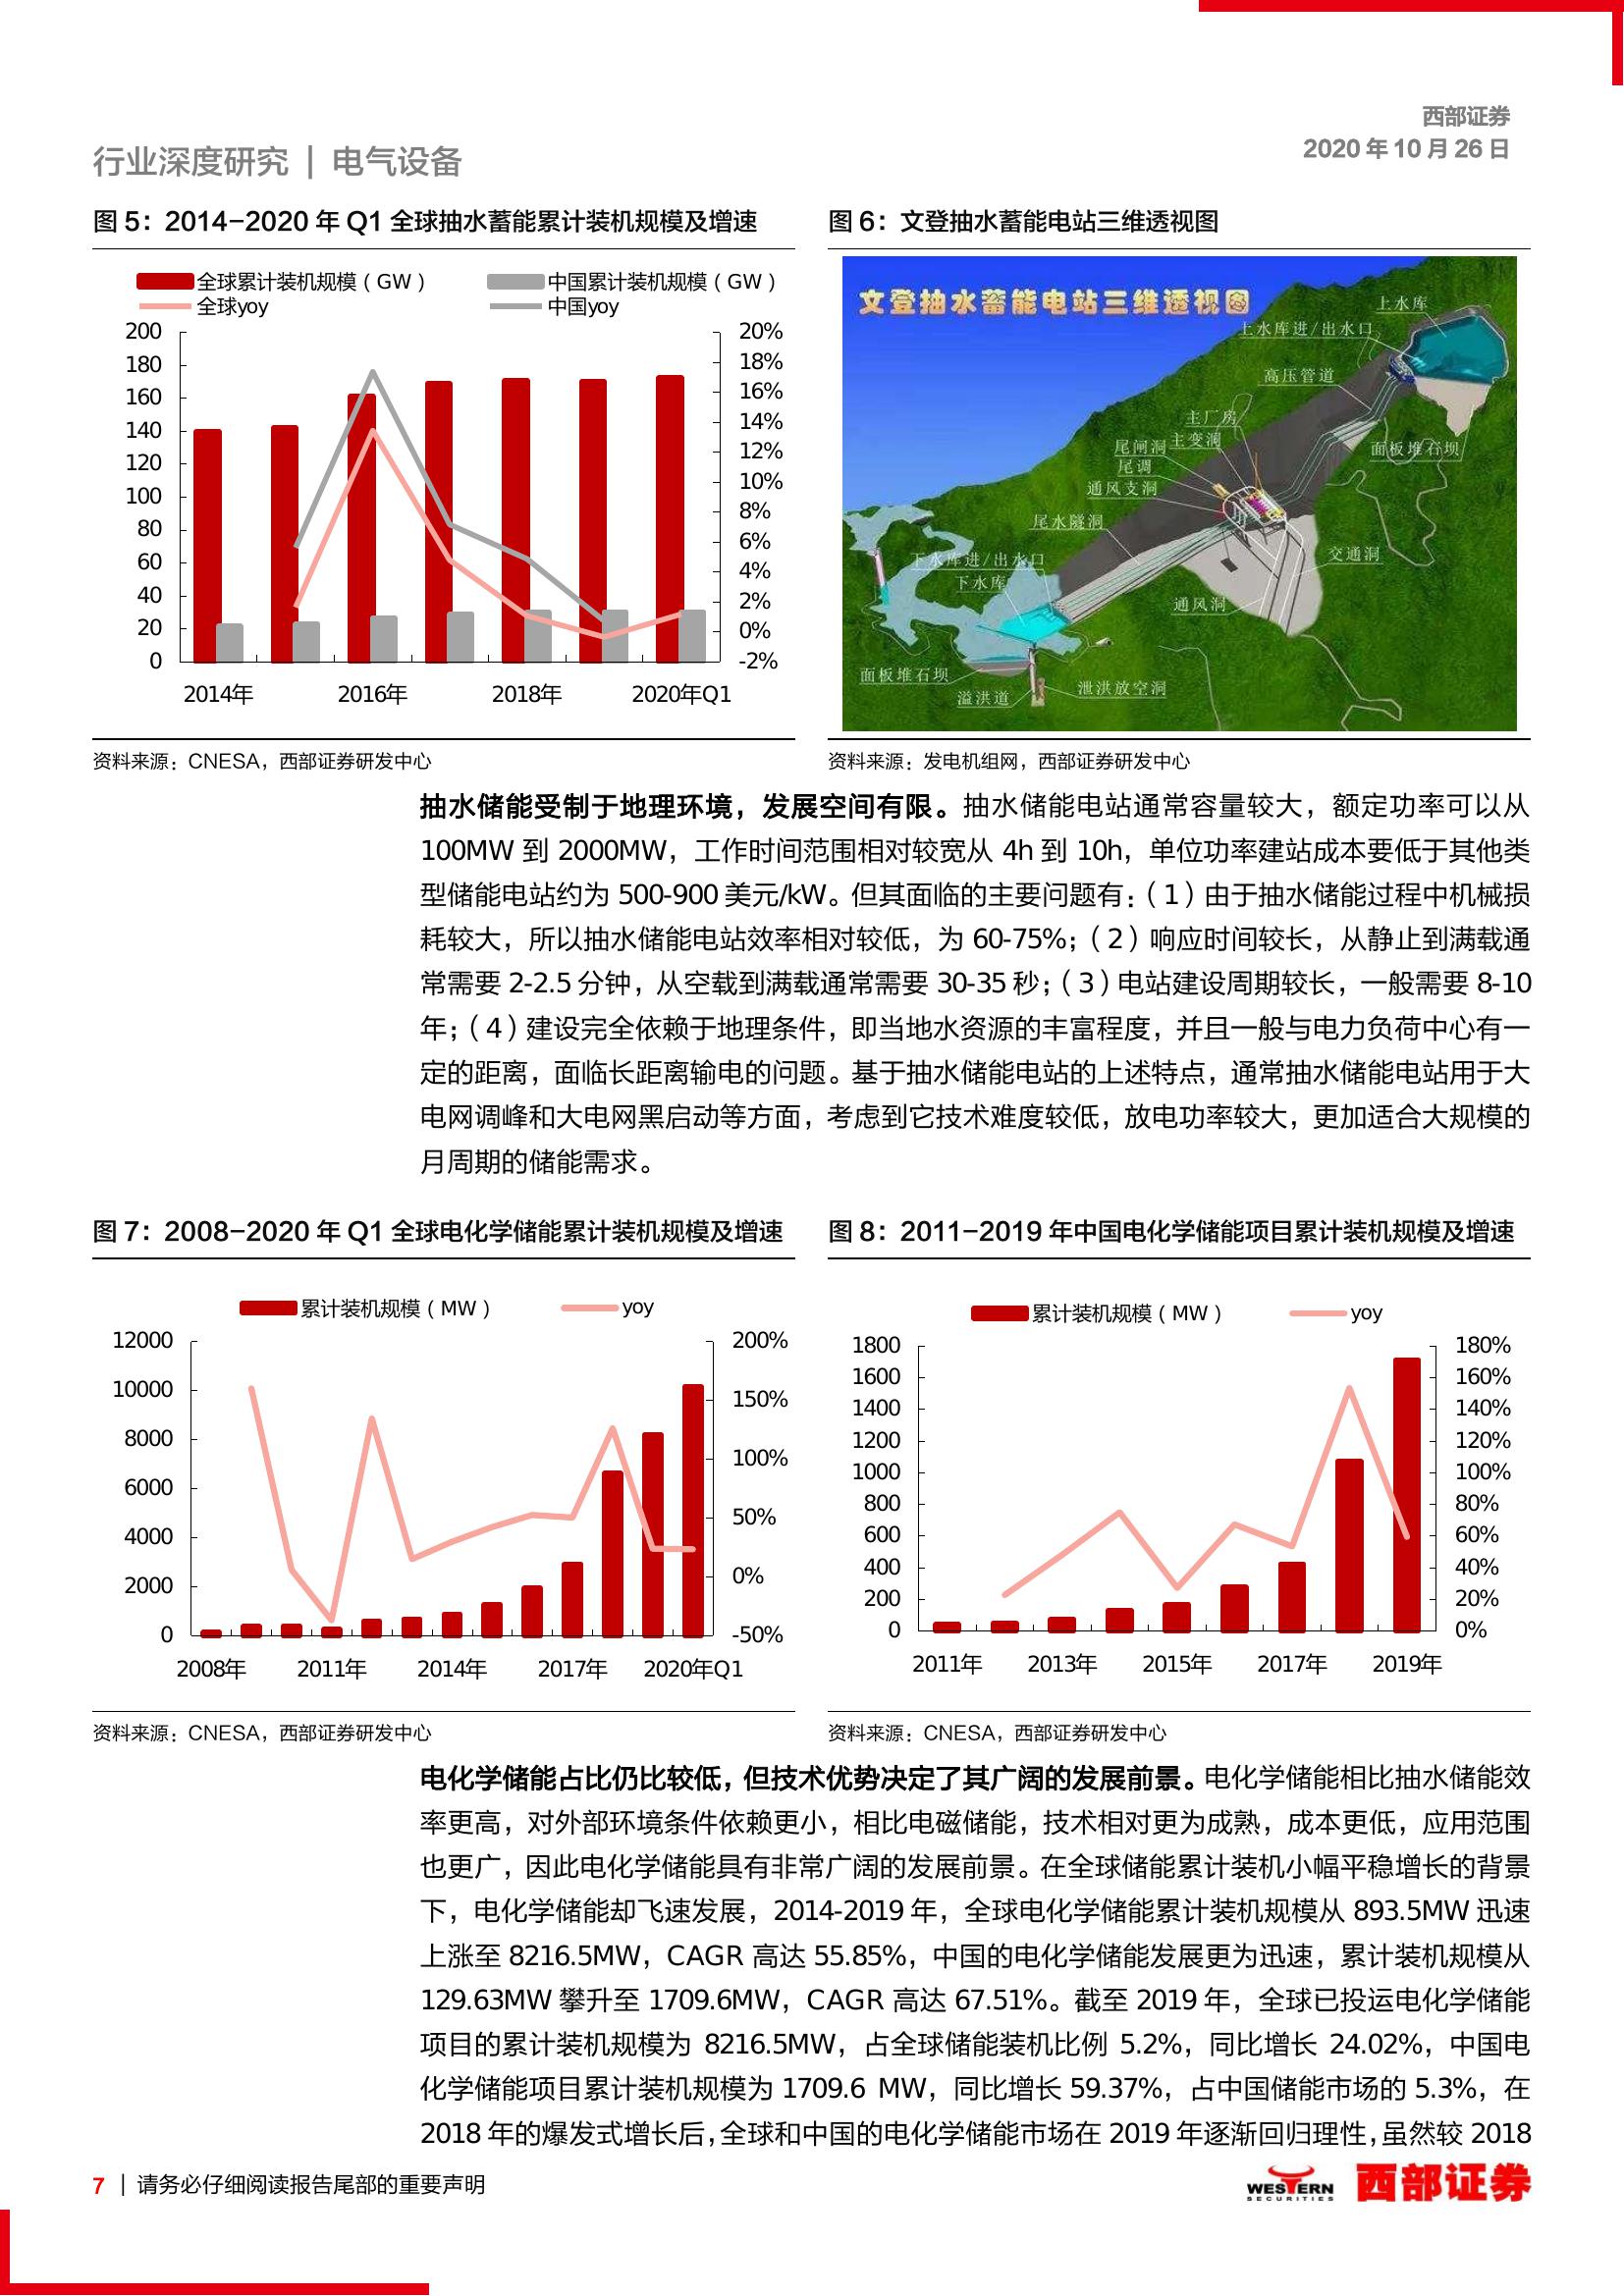 西部证券
2020 年 10 月 26 日
行业深度研究 | 电气设备
图 5：2014-2020 年 Q1 全球抽水蓄能累计装机规模及增速
全球累计装机规模（GW） 中国累计装机规模（GW）
全球yoy 中国yoy
200 20%
180 18%
160 16%
140 14%
120 12%
100 10%
80 8%
60 6%
40 4%
20 2%
0 0%
-2%
2014年 2016年 2018年 2020年Q1
资料来源：CNESA，西部证券研发中心
图 6：文登抽水蓄能电站三维透视图
文登抽水蓄能电站三维透视图
上水库
上水库进/出水口
高压管道
主厂房
尾闸洞 主变洞
面板堆石坝
尾调
通风支洞
尾水隧洞
交通洞
下水库进/出水口
下水库
通风洞
面板堆石坝
溢洪道
泄洪放空洞
资料来源：发电机组网，西部证券研发中心
抽水储能受制于地理环境，发展空间有限。抽水储能电站通常容量较大，额定功率可以从
100MW 到 2000MW，工作时间范围相对较宽从 4h 到 10h，单位功率建站成本要低于其他类
型储能电站约为 500-900 美元/kW。但其面临的主要问题有：（1）由于抽水储能过程中机械损
耗较大，所以抽水储能电站效率相对较低，为 60-75%；（2）响应时间较长，从静止到满载通
常需要 2-2.5 分钟，从空载到满载通常需要 30-35 秒；（3）电站建设周期较长，一般需要 8-10
年；（4）建设完全依赖于地理条件，即当地水资源的丰富程度，并且一般与电力负荷中心有一
定的距离，面临长距离输电的问题。基于抽水储能电站的上述特点，通常抽水储能电站用于大
电网调峰和大电网黑启动等方面，考虑到它技术难度较低，放电功率较大，更加适合大规模的
月周期的储能需求。
图 7：2008-2020 年 Q1 全球电化学储能累计装机规模及增速
累计装机规模（MW） yoy
12000 200%
10000 150%
8000 100%
6000 50%
4000 0%
2000 -50%
0
2008年 2011年 2014年 2017年 2020年Q1
资料来源：CNESA，西部证券研发中心
图 8：2011-2019 年中国电化学储能项目累计装机规模及增速
累计装机规模（MW） yoy
1800 180%
1600 160%
1400 140%
1200 120%
1000 100%
800 80%
600 60%
400 40%
200 20%
0 0%
2011年 2013年 2015年 2017年 2019年
资料来源：CNESA，西部证券研发中心
电化学储能占比仍比较低，但技术优势决定了其广阔的发展前景。电化学储能相比抽水储能效
率更高，对外部环境条件依赖更小，相比电磁储能，技术相对更为成熟，成本更低，应用范围
也更广，因此电化学储能具有非常广阔的发展前景。在全球储能累计装机小幅平稳增长的背景
下，电化学储能却飞速发展，2014-2019 年，全球电化学储能累计装机规模从 893.5MW 迅速
上涨至 8216.5MW，CAGR 高达 55.85%，中国的电化学储能发展更为迅速，累计装机规模从
129.63MW 攀升至 1709.6MW，CAGR 高达 67.51%。截至 2019 年，全球已投运电化学储能
项目的累计装机规模为 8216.5MW，占全球储能装机比例 5.2%，同比增长 24.02%，中国电
化学储能项目累计装机规模为 1709.6 MW，同比增长 59.37%，占中国储能市场的 5.3%，在
2018 年的爆发式增长后，全球和中国的电化学储能市场在 2019 年逐渐回归理性，虽然较 2018
7 | 请务必仔细阅读报告尾部的重要声明
WESTERN
SECURITIES
西部证券